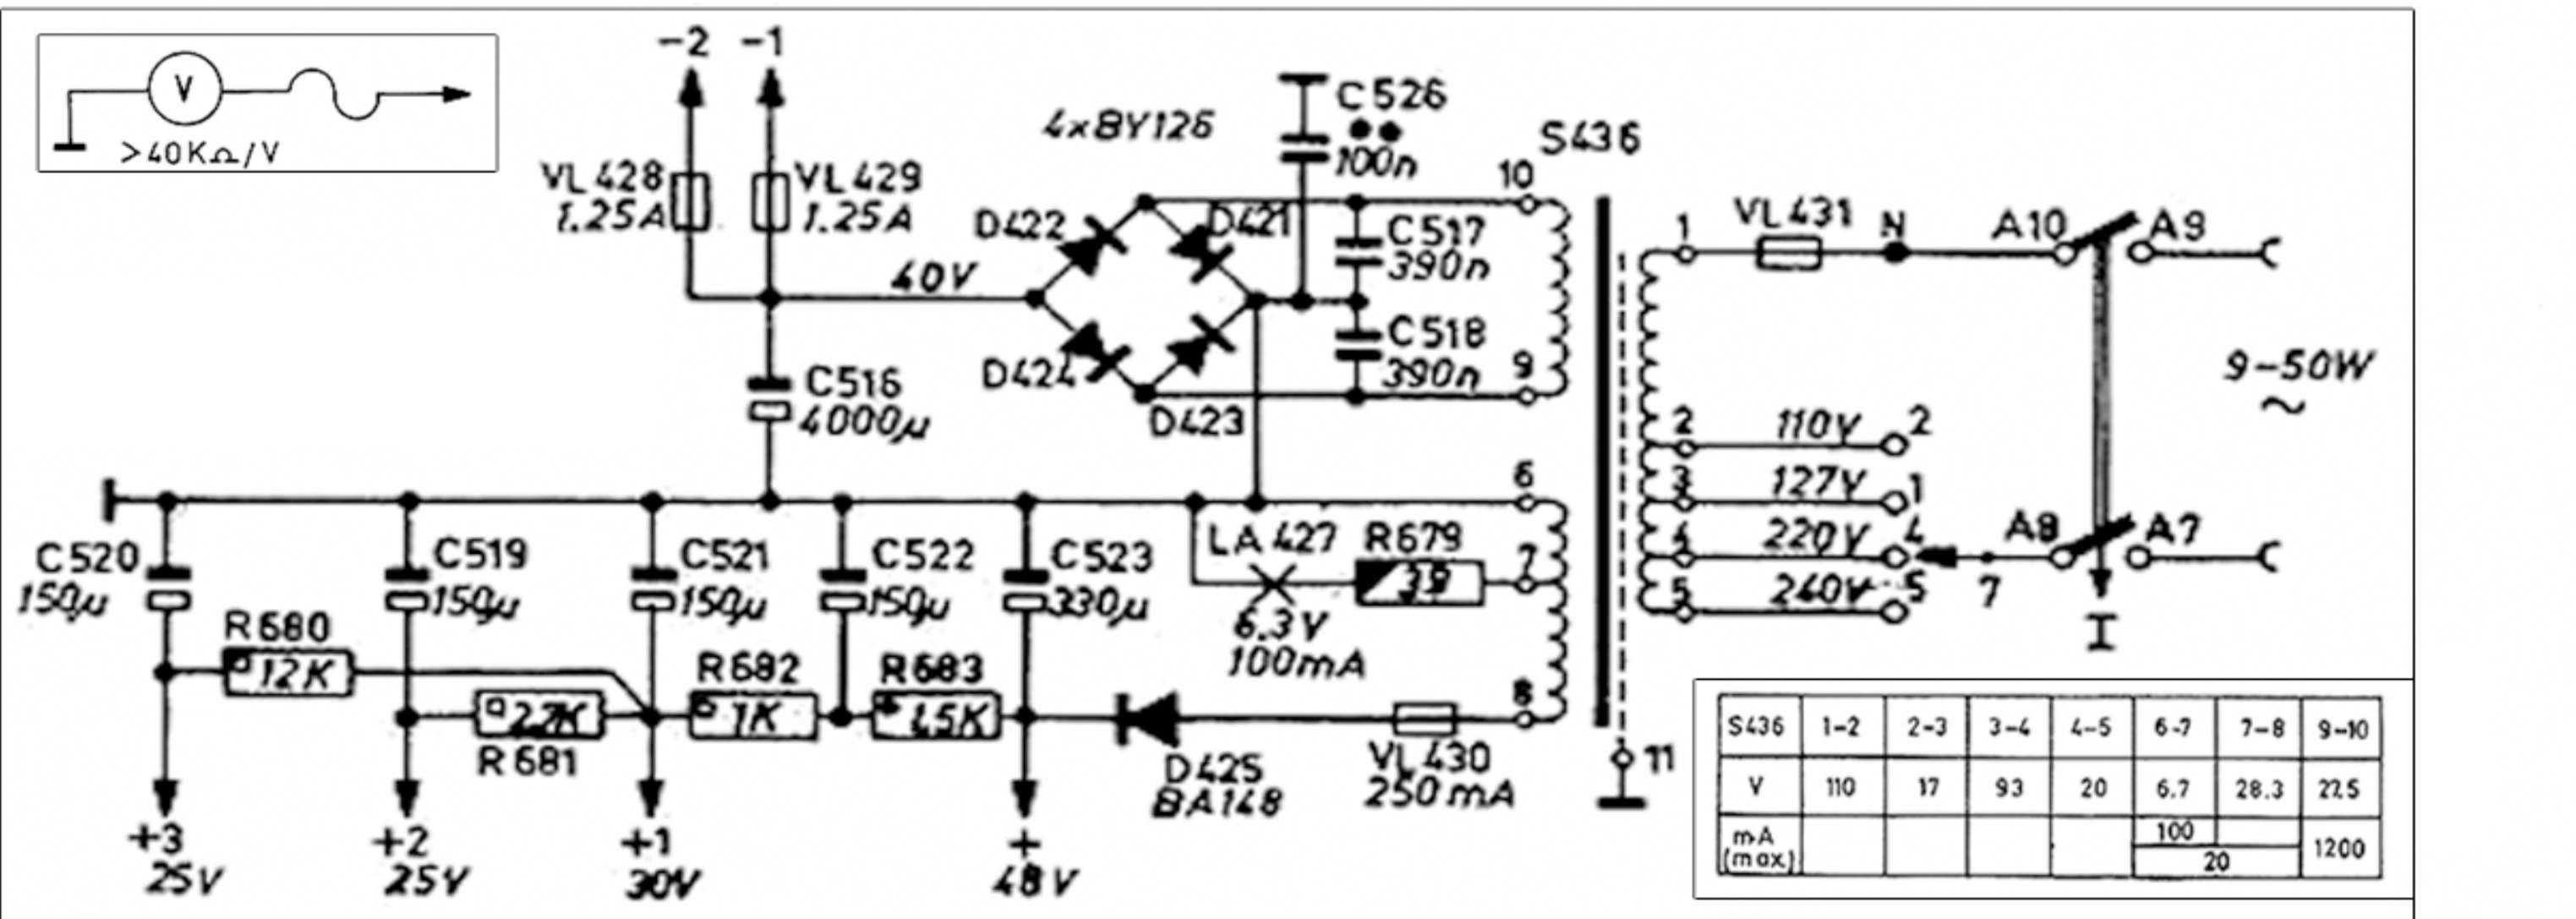 -2 -1
V
>40KΩ/V
VL428
1.25A
VL429
1.25A
4xBY126
C526
100n
S436
10
D422
D421
C517
390n
1
VL431
N
A10
A9
40V
C518
390n
9
D424
D423
9-50W
~
C516
4000µ
2
110V
2
3
127V
1
6
4
220V
4
A8
A7
5
240V
5
7
I
C520
150µ
C519
150µ
C521
150µ
C522
150µ
C523
330µ
LA427
6.3V
100mA
R679
39
7
R680
12K
R681
R682
1K
R683
8
D425
BA148
VL430
250mA
11
+3
25V
+2
25V
+1
30V
+
48V
S436 1-2 2-3 3-4 4-5 6-7 7-8 9-10
V 110 17 93 20 6.7 28.3 27.5
mA
(max.)
100
20
1200